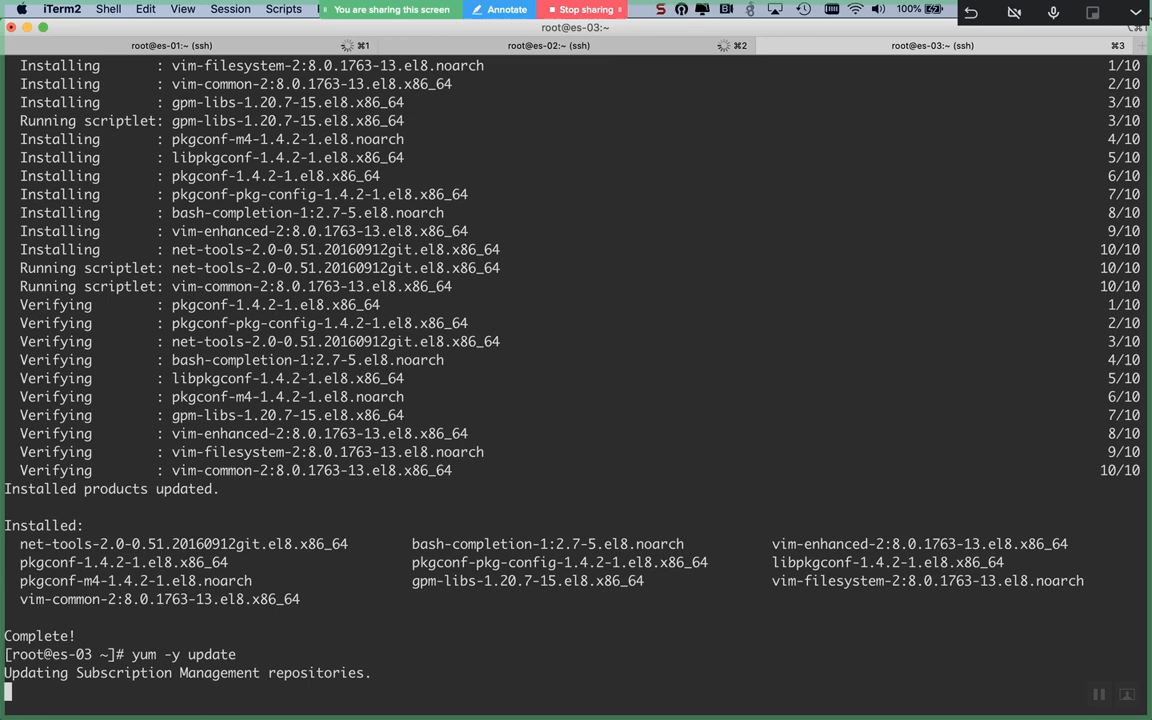 iTerm2 Shell Edit View Session Scripts You are sharing this screen Annotate Stop sharing 100%
root@es-03:~
root@es-01:~ (ssh) ⌘1 root@es-02:~ (ssh) ⌘2 root@es-03:~ (ssh) ⌘3
Installing : vim-filesystem-2:8.0.1763-13.el8.noarch 1/10
Installing : vim-common-2:8.0.1763-13.el8.x86_64 2/10
Installing : gpm-libs-1.20.7-15.el8.x86_64 3/10
Running scriptlet: gpm-libs-1.20.7-15.el8.x86_64 3/10
Installing : pkgconf-m4-1.4.2-1.el8.noarch 4/10
Installing : libpkgconf-1.4.2-1.el8.x86_64 5/10
Installing : pkgconf-1.4.2-1.el8.x86_64 6/10
Installing : pkgconf-pkg-config-1.4.2-1.el8.x86_64 7/10
Installing : bash-completion-1:2.7-5.el8.noarch 8/10
Installing : vim-enhanced-2:8.0.1763-13.el8.x86_64 9/10
Installing : net-tools-2.0-0.51.20160912git.el8.x86_64 10/10
Running scriptlet: net-tools-2.0-0.51.20160912git.el8.x86_64 10/10
Running scriptlet: vim-common-2:8.0.1763-13.el8.x86_64 10/10
Verifying : pkgconf-1.4.2-1.el8.x86_64 1/10
Verifying : pkgconf-pkg-config-1.4.2-1.el8.x86_64 2/10
Verifying : net-tools-2.0-0.51.20160912git.el8.x86_64 3/10
Verifying : bash-completion-1:2.7-5.el8.noarch 4/10
Verifying : libpkgconf-1.4.2-1.el8.x86_64 5/10
Verifying : pkgconf-m4-1.4.2-1.el8.noarch 6/10
Verifying : gpm-libs-1.20.7-15.el8.x86_64 7/10
Verifying : vim-enhanced-2:8.0.1763-13.el8.x86_64 8/10
Verifying : vim-filesystem-2:8.0.1763-13.el8.noarch 9/10
Verifying : vim-common-2:8.0.1763-13.el8.x86_64 10/10
Installed products updated.
Installed:
net-tools-2.0-0.51.20160912git.el8.x86_64 bash-completion-1:2.7-5.el8.noarch vim-enhanced-2:8.0.1763-13.el8.x86_64
pkgconf-1.4.2-1.el8.x86_64 pkgconf-pkg-config-1.4.2-1.el8.x86_64 libpkgconf-1.4.2-1.el8.x86_64
pkgconf-m4-1.4.2-1.el8.noarch gpm-libs-1.20.7-15.el8.x86_64 vim-filesystem-2:8.0.1763-13.el8.noarch
vim-common-2:8.0.1763-13.el8.x86_64
Complete!
[root@es-03 ~]# yum -y update
Updating Subscription Management repositories.